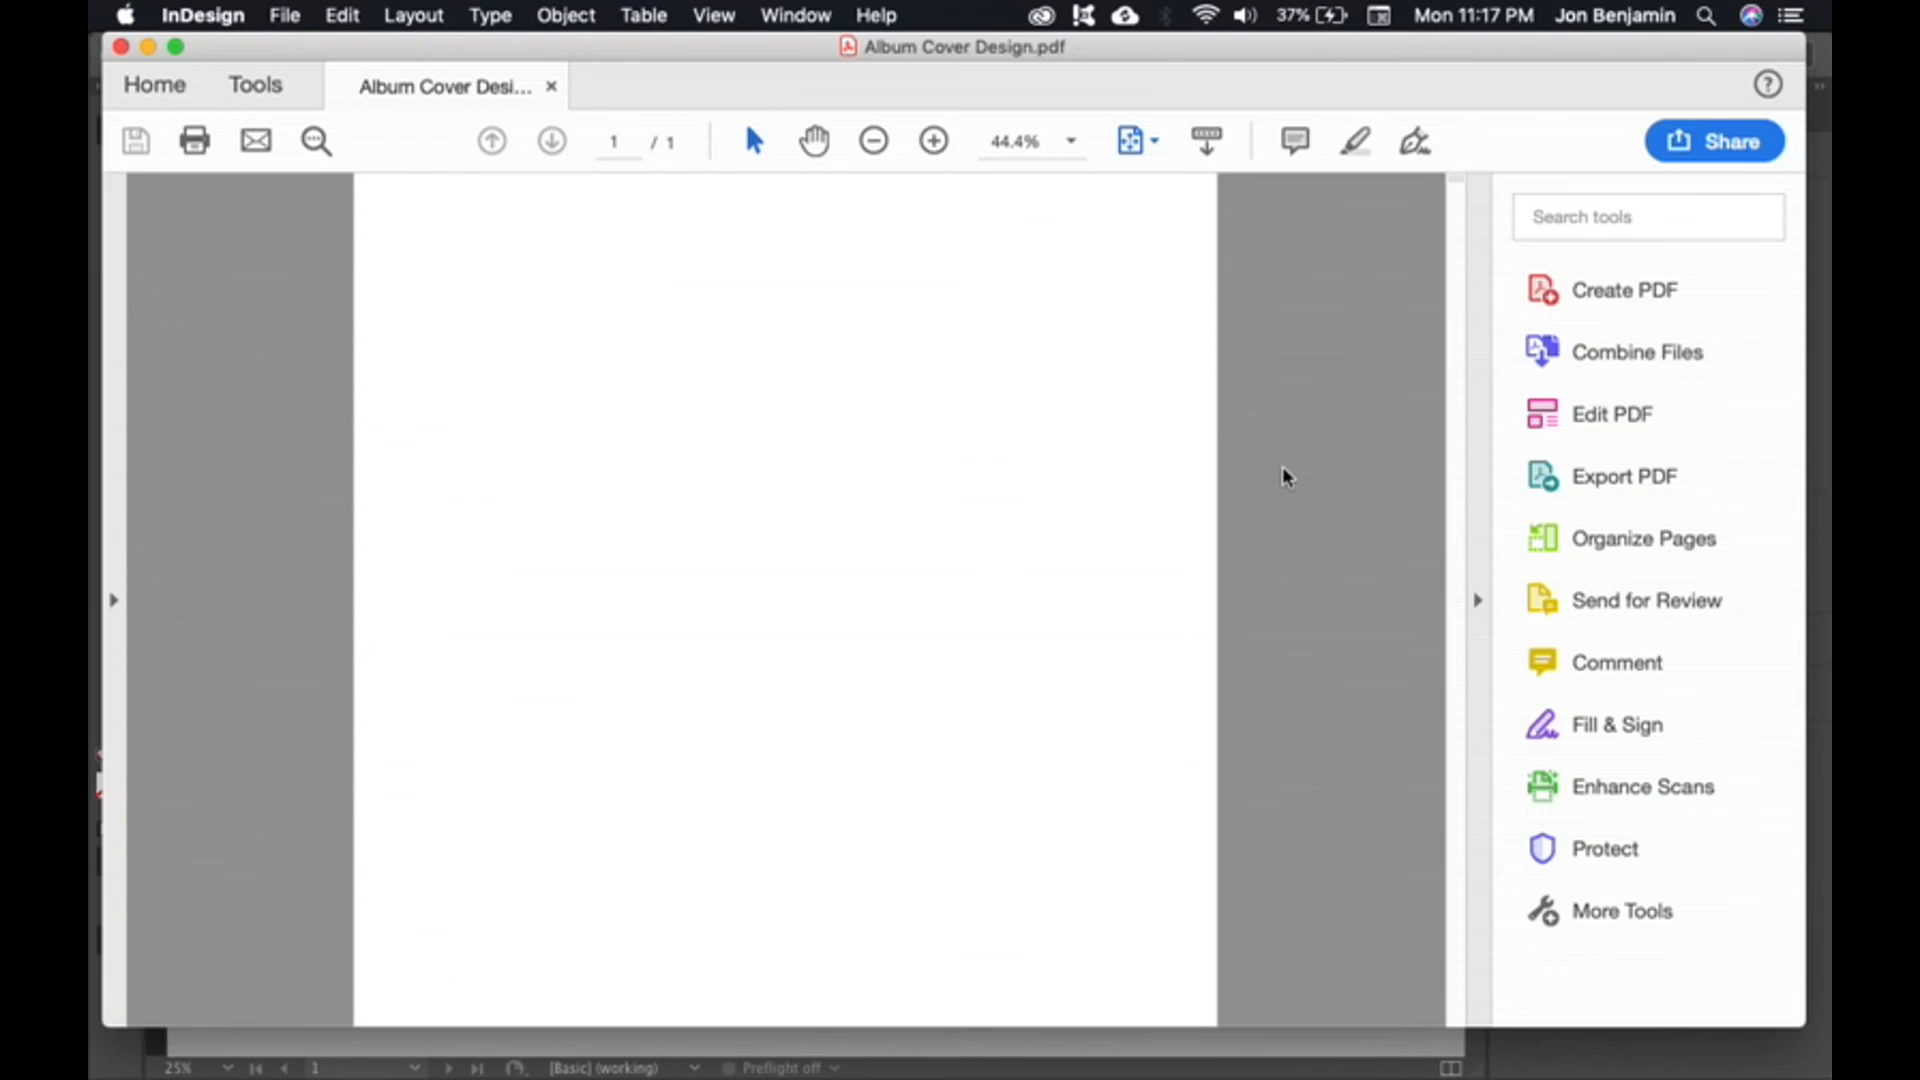 InDesign File Edit Layout Type Object Table View Window Help 37% Mon 11:17 PM Jon Benjamin
Album Cover Design.pdf
Home Tools Album Cover Desi... ×
1 / 1 44.4% Share
Search tools
Create PDF
Combine Files
Edit PDF
Export PDF
Organize Pages
Send for Review
Comment
Fill & Sign
Enhance Scans
Protect
More Tools
25% 1 [Basic] (working) Preflight off